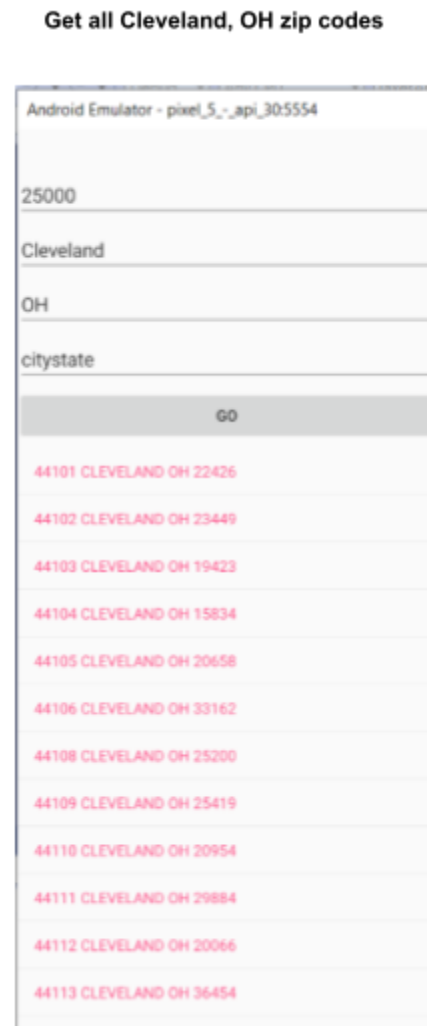 Get all Cleveland, OH zip codes
Android Emulator - pixel_5_-_api_30:5554
25000
Cleveland
OH
citystate
GO
44101 CLEVELAND OH 22426
44102 CLEVELAND OH 23449
44103 CLEVELAND OH 19423
44104 CLEVELAND OH 15834
44105 CLEVELAND OH 20658
44106 CLEVELAND OH 33162
44108 CLEVELAND OH 25200
44109 CLEVELAND OH 25419
44110 CLEVELAND OH 20954
44111 CLEVELAND OH 29884
44112 CLEVELAND OH 20066
44113 CLEVELAND OH 36454